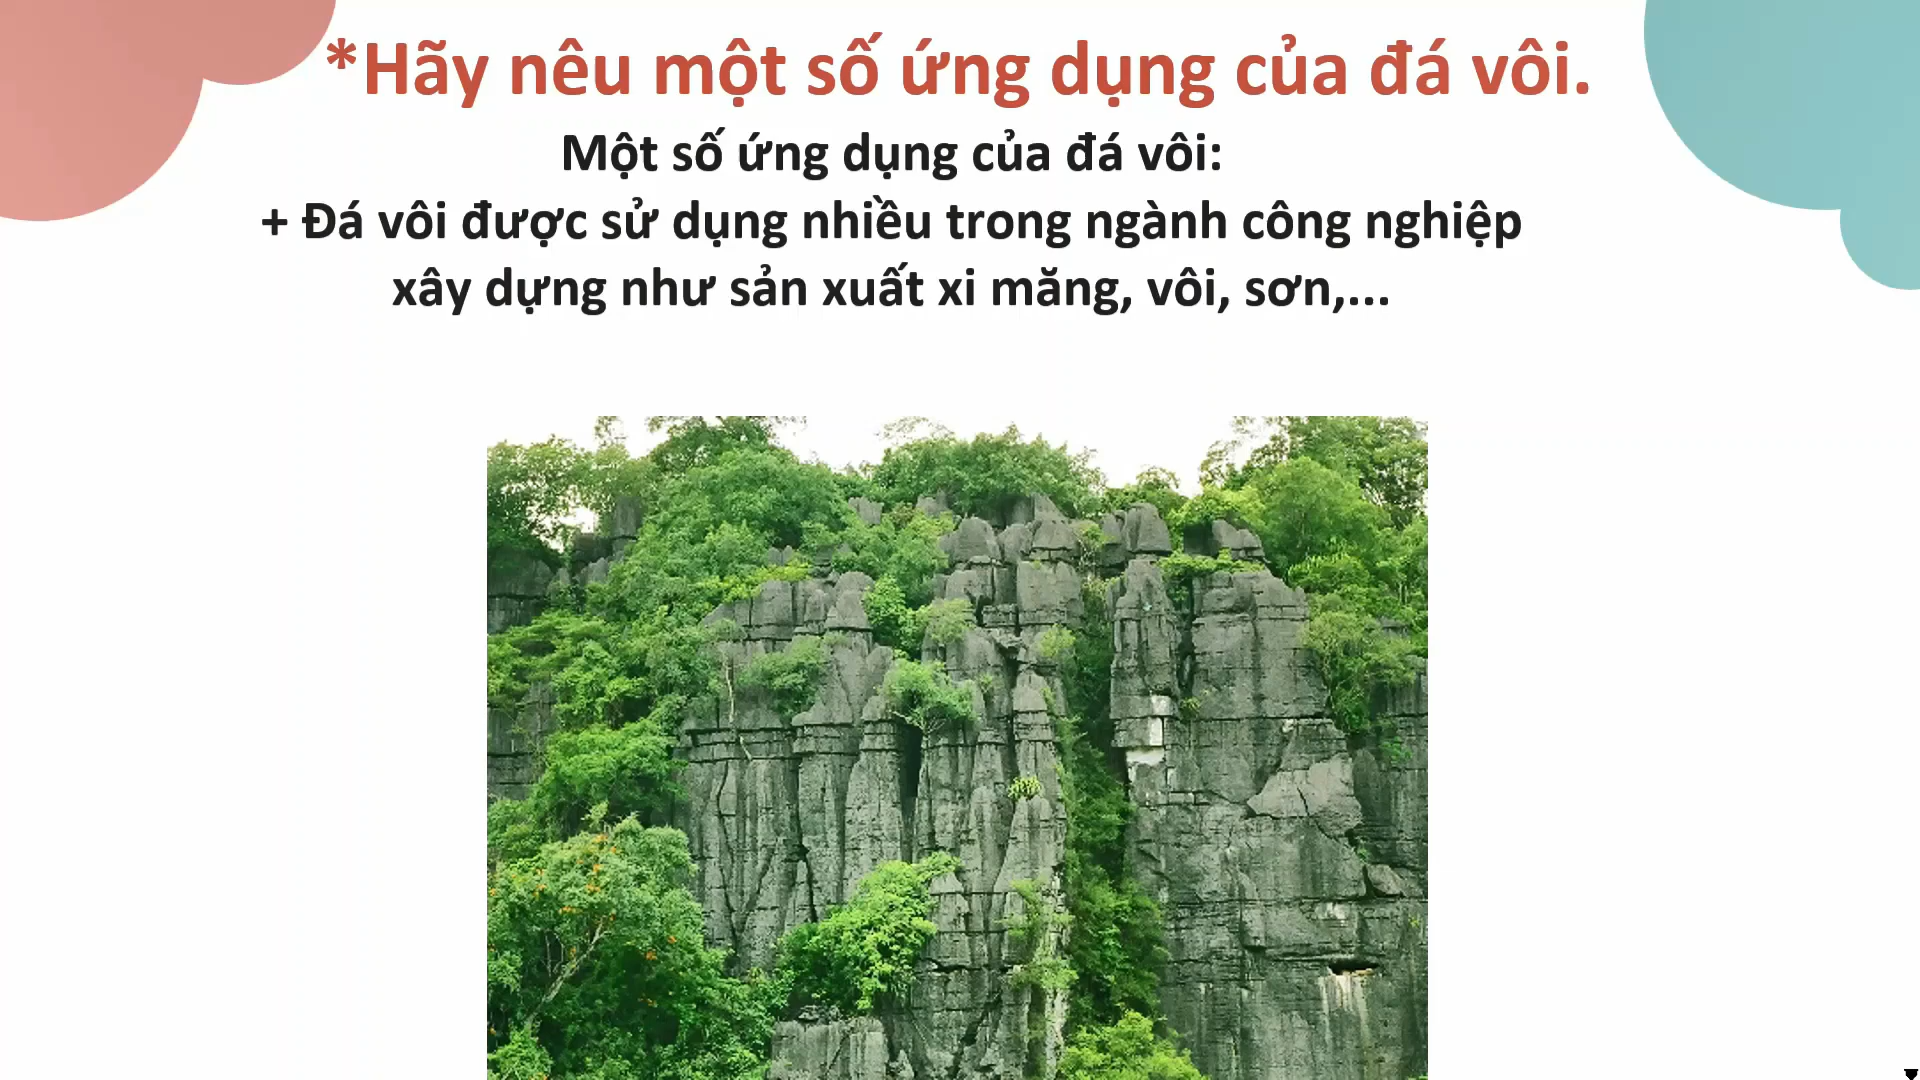 *Hãy nêu một số ứng dụng của đá vôi.
Một số ứng dụng của đá vôi:
+ Đá vôi được sử dụng nhiều trong ngành công nghiệp
xây dựng như sản xuất xi măng, vôi, sơn,...